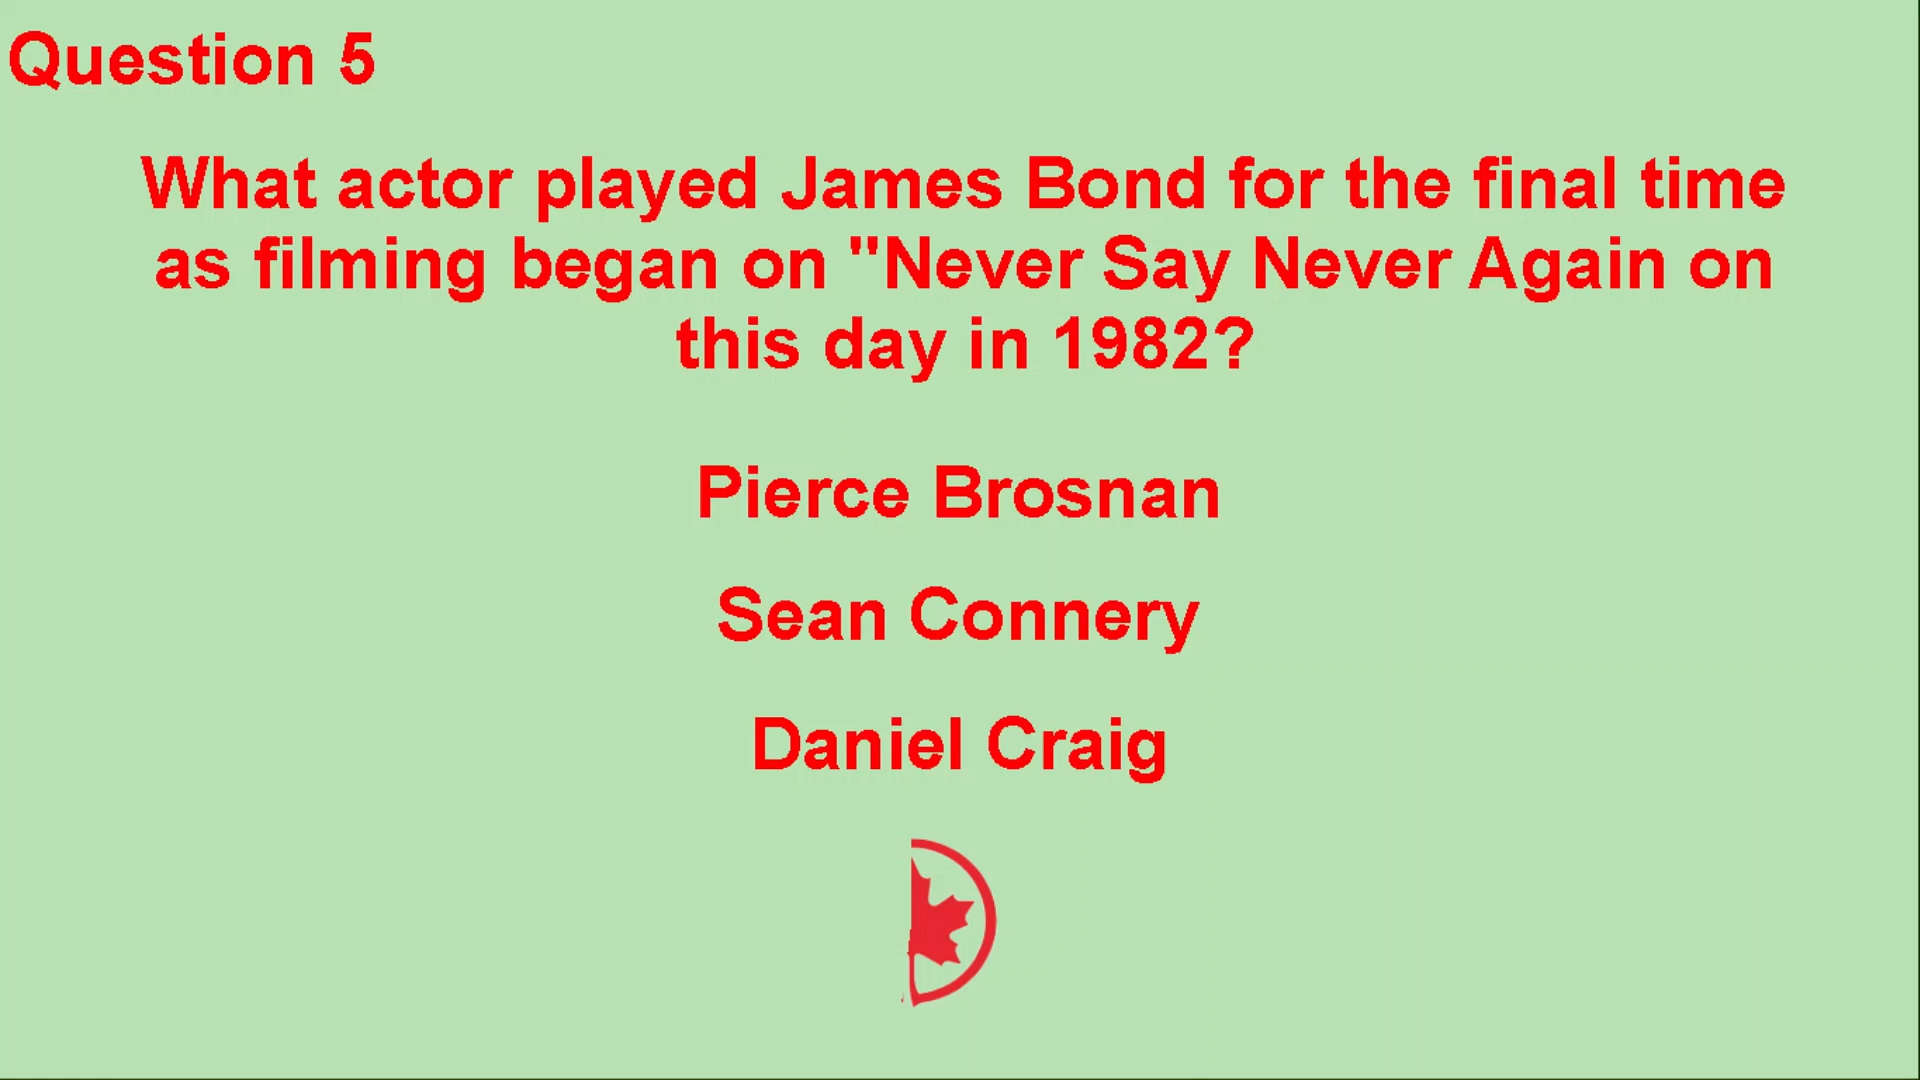 Question 5
What actor played James Bond for the final time
as filming began on "Never Say Never Again on
this day in 1982?
Pierce Brosnan
Sean Connery
Daniel Craig